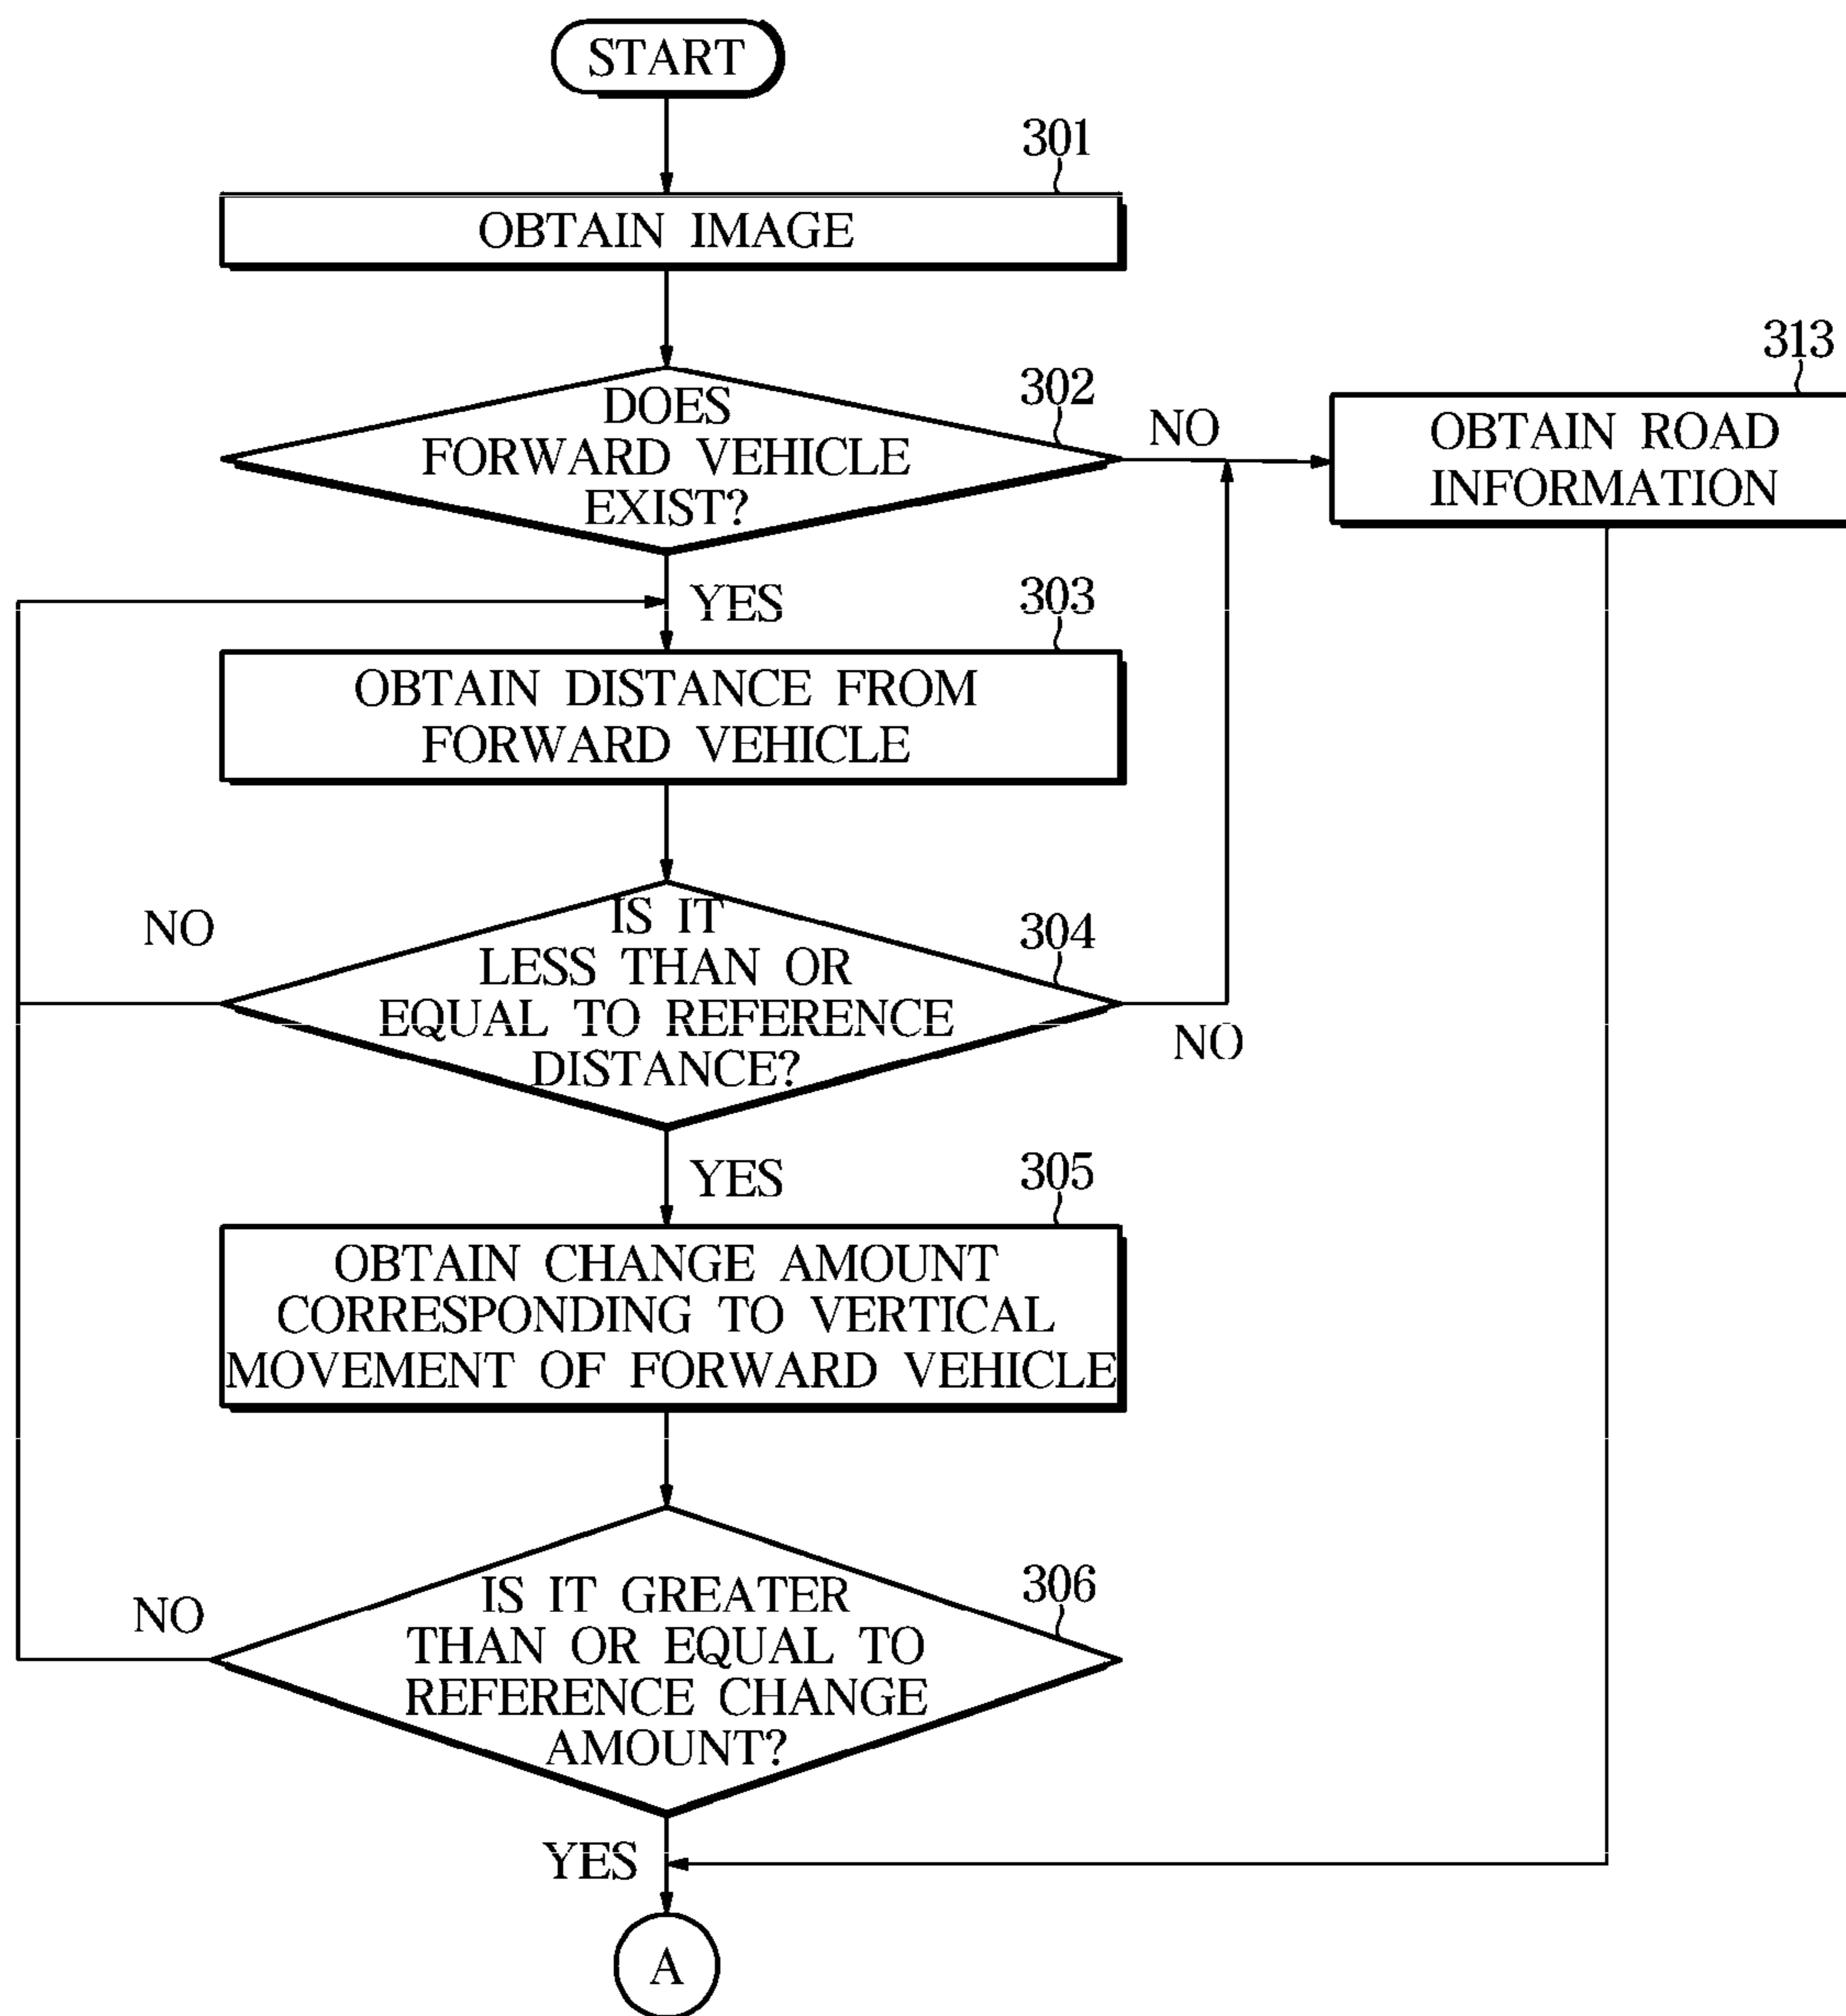 START
301
OBTAIN IMAGE
313
302
DOES
FORWARD VEHICLE
EXIST?
NO
OBTAIN ROAD
INFORMATION
YES
303
OBTAIN DISTANCE FROM
FORWARD VEHICLE
NO
304
IS IT
LESS THAN OR
EQUAL TO REFERENCE
DISTANCE?
NO
YES
305
OBTAIN CHANGE AMOUNT
CORRESPONDING TO VERTICAL
MOVEMENT OF FORWARD VEHICLE
NO
306
IS IT GREATER
THAN OR EQUAL TO
REFERENCE CHANGE
AMOUNT?
YES
A